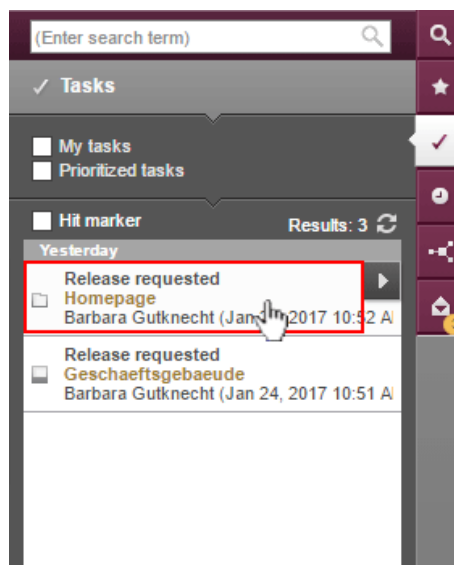 (Enter search term)
Tasks
My tasks
Prioritized tasks
Hit marker
Results: 3
Yesterday
Release requested
Homepage
Barbara Gutknecht (Jan 2017 10:52 A
Release requested
Geschaeftsgebaeude
Barbara Gutknecht (Jan 24, 2017 10:51 A